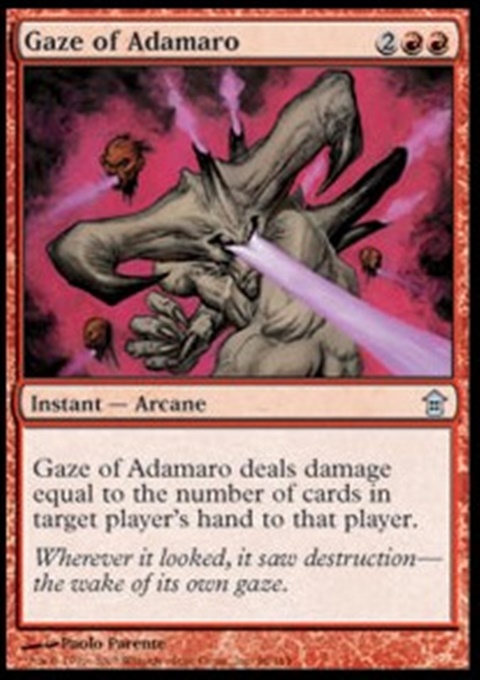 Gaze of Adamaro 2
Instant — Arcane
Gaze of Adamaro deals damage
equal to the number of cards in
target player's hand to that player.
Wherever it looked, it saw destruction—
the wake of its own gaze.
Paolo Parente